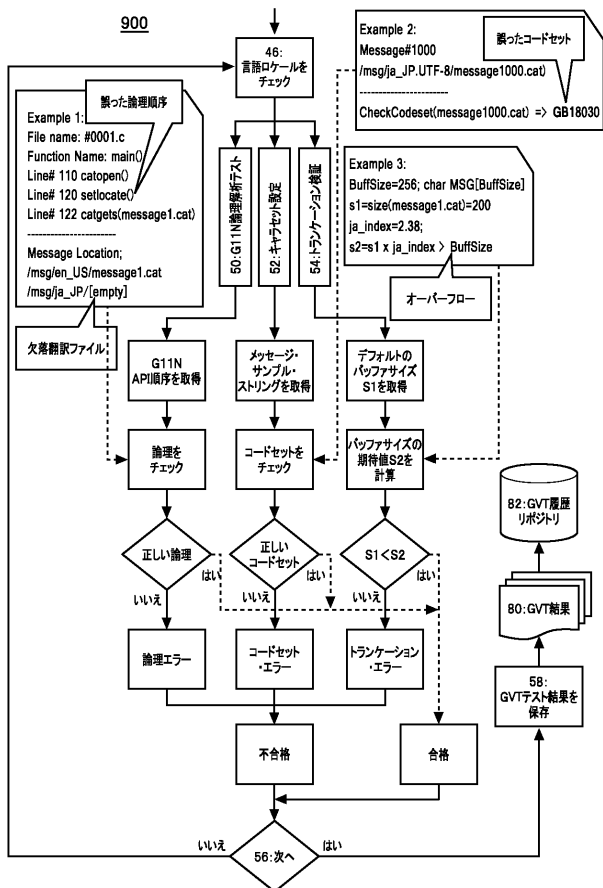 900
46:
言語ロケールを
チェック
Example 1:
File name: #0001.c
Function Name: main()
Line# 110 catopen()
Line# 120 setlocate()
Line# 122 catgets(message1.cat)
------------------------
Message Location;
/msg/en_US/message1.cat
/msg/ja_JP/[empty]
誤った論理順序
欠落翻訳ファイル
Example 2:
Message#1000
/msg/ja_JP.UTF-8/message1000.cat)
------------------------
CheckCodeset(message1000.cat) => GB18030
誤ったコードセット
Example 3:
BuffSize=256; char MSG[BuffSize]
s1=size(message1.cat)=200
ja_index=2.38;
s2=s1 x ja_index > BuffSize
オーバーフロー
50:G11N論理解析テスト
52:キャラセット設定
54:トランケーション検証
G11N
API順序を取得
メッセージ・
サンプル・
ストリングを取得
デフォルトの
バッファサイズ
S1を取得
論理を
チェック
コードセットを
チェック
バッファサイズの
期待値S2を
計算
正しい論理
はい
いいえ
正しい
コードセット
はい
いいえ
S1<S2
はい
いいえ
論理エラー
コードセット
・エラー
トランケーション
・エラー
不合格
合格
56:次へ
いいえ
はい
58:
GVTテスト結果を
保存
80:GVT結果
82:GVT履歴
リポジトリ